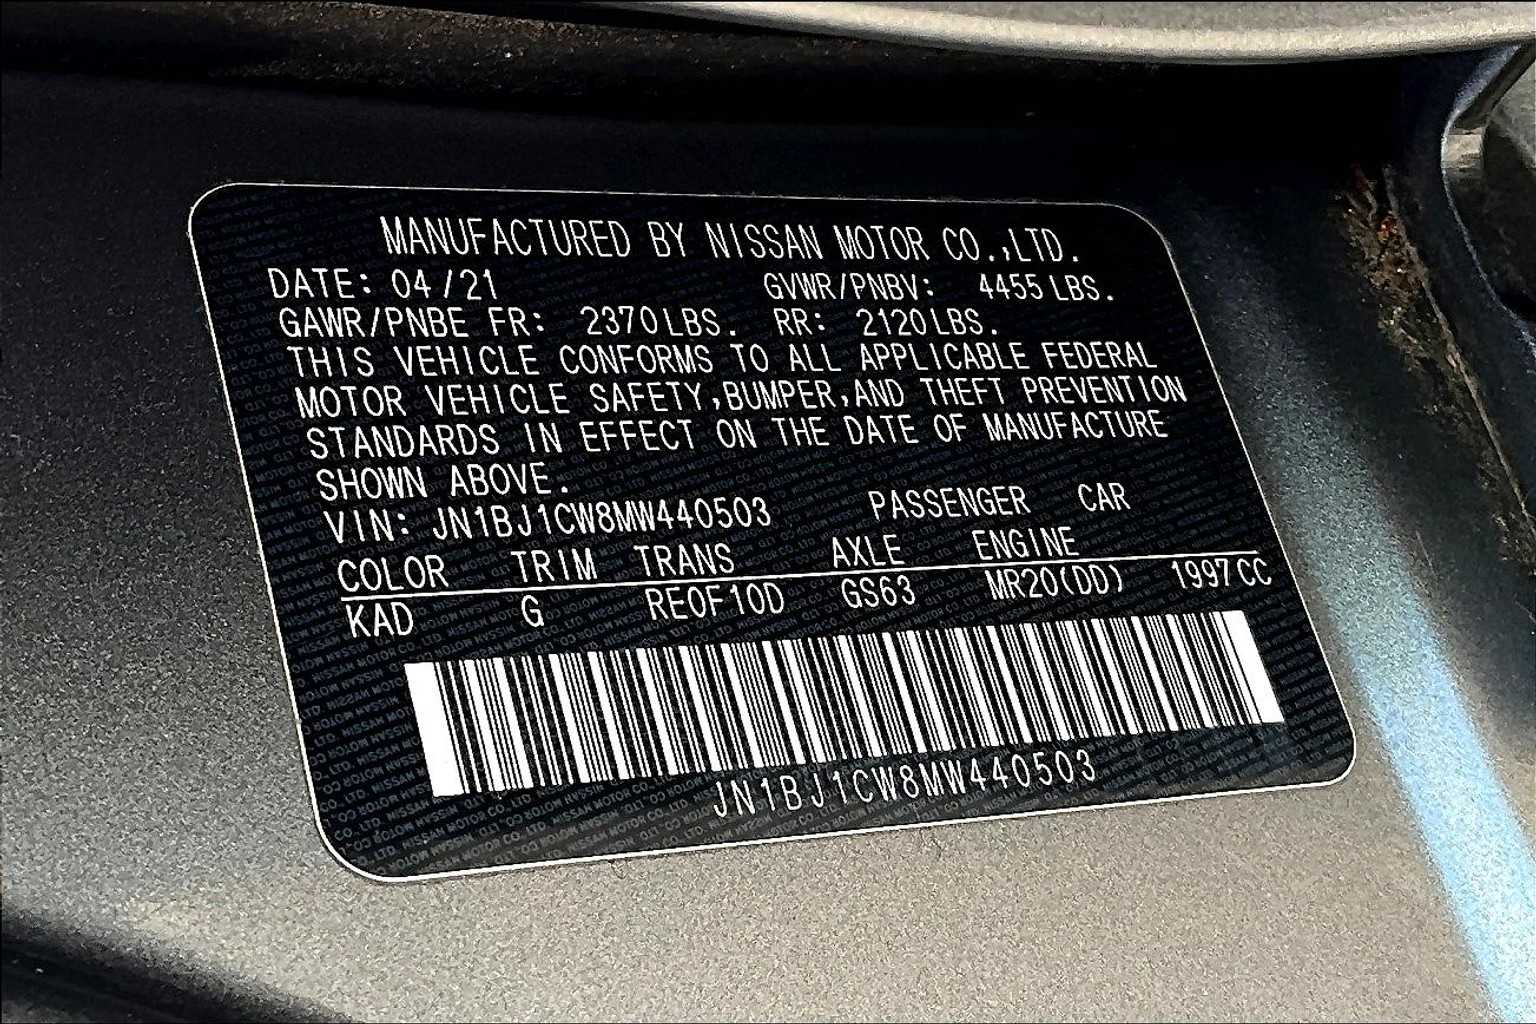 MANUFACTURED BY NISSAN MOTOR CO.,LTD.
DATE: 04/21 GVWR/PNBV: 4455 LBS.
GAWR/PNBE FR: 2370 LBS. RR: 2120 LBS.
THIS VEHICLE CONFORMS TO ALL APPLICABLE FEDERAL
MOTOR VEHICLE SAFETY,BUMPER,AND THEFT PREVENTION
STANDARDS IN EFFECT ON THE DATE OF MANUFACTURE
SHOWN ABOVE.
VIN: JN1BJ1CW8MW440503 PASSENGER CAR
COLOR TRIM TRANS AXLE ENGINE
KAD G RE0F10D GS63 MR20(DD) 1997 CC
JN1BJ1CW8MW440503